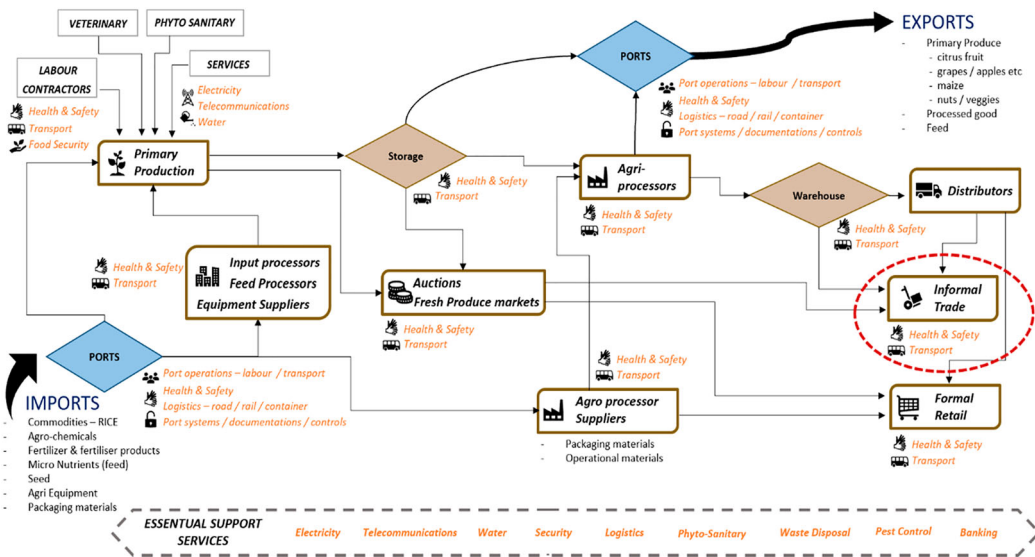 VETERINARY
PHYTO SANITARY
LABOUR
CONTRACTORS
SERVICES
Health & Safety
Transport
Food Security
Electricity
Telecommunications
Water
Primary
Production
Storage
Health & Safety
Transport
PORTS
Port operations – labour / transport
Health & Safety
Logistics – road / rail / container
Port systems / documentations / controls
EXPORTS
- Primary Produce
- citrus fruit
- grapes / apples etc
- maize
- nuts / veggies
- Processed good
- Feed
Agri-
processors
Health & Safety
Transport
Warehouse
Health & Safety
Transport
Distributors
Health & Safety
Transport
Input processors
Feed Processors
Equipment Suppliers
Auctions
Fresh Produce markets
Health & Safety
Transport
Informal
Trade
Health & Safety
Transport
PORTS
Port operations – labour / transport
Health & Safety
Logistics – road / rail / container
Port systems / documentations / controls
Health & Safety
Transport
Agro processor
Suppliers
- Packaging materials
- Operational materials
Formal
Retail
Health & Safety
Transport
IMPORTS
- Commodities – RICE
- Agro-chemicals
- Fertilizer & fertiliser products
- Micro Nutrients (feed)
- Seed
- Agri Equipment
- Packaging materials
ESSENTUAL SUPPORT
SERVICES
Electricity Telecommunications Water Security Logistics Phyto-Sanitary Waste Disposal Pest Control Banking